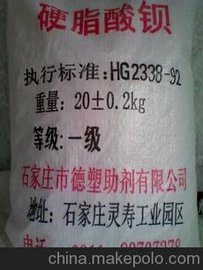 硬脂酸钡
执行标准：HG2338-92
重量：20±0.2kg
等级：一级
石家庄市德塑助剂有限公司
地址：石家庄灵寿工业园区
china.makepolo.com